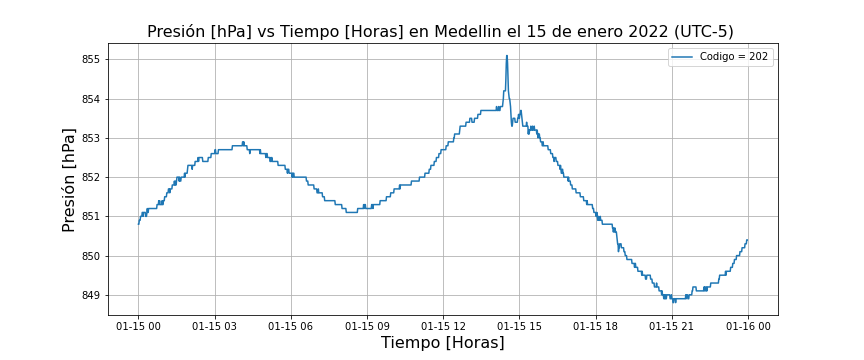 Presión [hPa] vs Tiempo [Horas] en Medellin el 15 de enero 2022 (UTC-5)
Codigo = 202
Presión [hPa]
855
854
853
852
851
850
849
01-15 00 01-15 03 01-15 06 01-15 09 01-15 12 01-15 15 01-15 18 01-15 21 01-16 00
Tiempo [Horas]